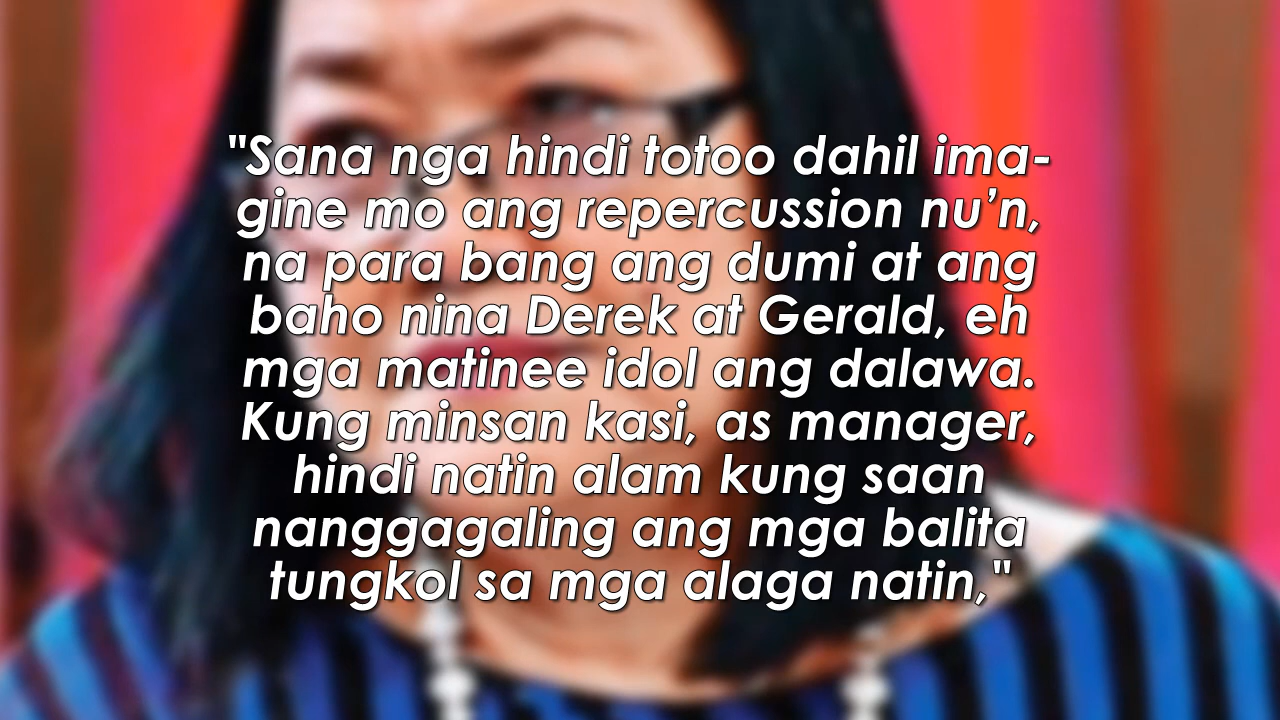 "Sana nga hindi totoo dahil ima-
gine mo ang repercussion nu’n,
na para bang ang dumi at ang
baho nina Derek at Gerald, eh
mga matinee idol ang dalawa.
Kung minsan kasi, as manager,
hindi natin alam kung saan
nanggagaling ang mga balita
tungkol sa mga alaga natin,"